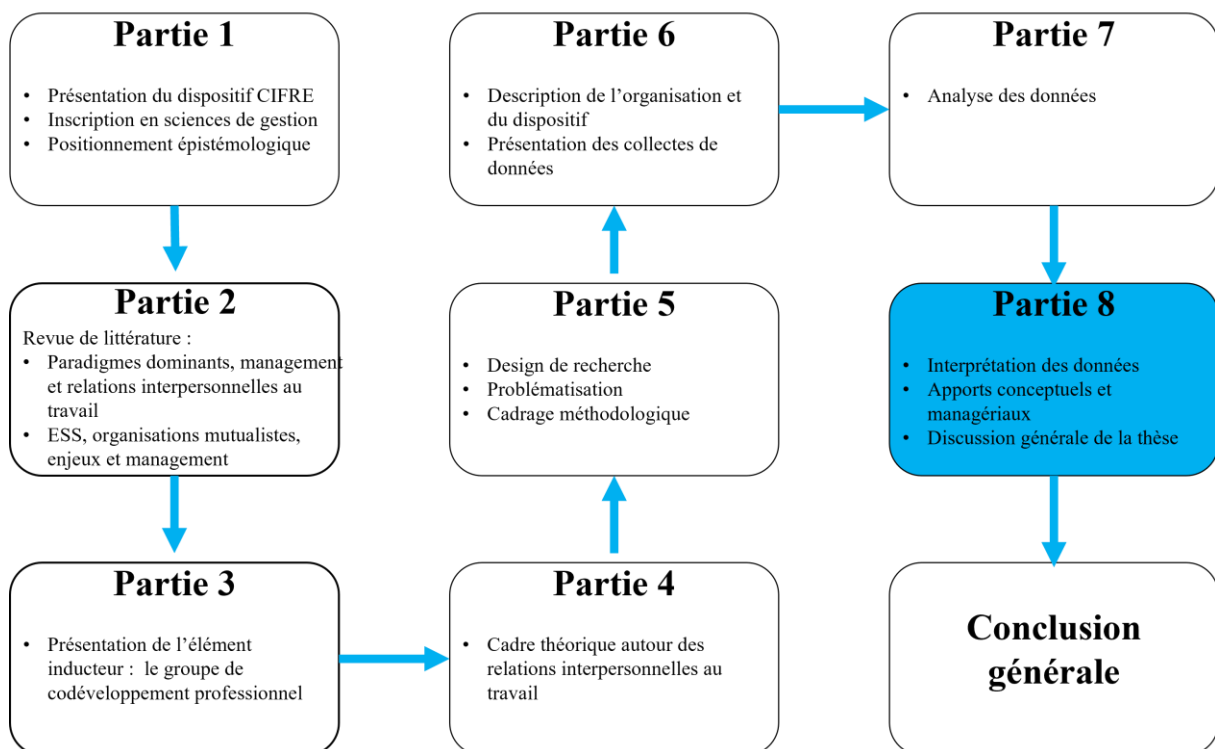 Partie 1
• Présentation du dispositif CIFRE
• Inscription en sciences de gestion
• Positionnement épistémologique
Partie 2
Revue de littérature :
• Paradigmes dominants, management
et relations interpersonnelles au
travail
• ESS, organisations mutualistes,
enjeux et management
Partie 3
• Présentation de l’élément
inducteur : le groupe de
codéveloppement professionnel
Partie 4
• Cadre théorique autour des
relations interpersonnelles au
travail
Partie 5
• Design de recherche
• Problématisation
• Cadrage méthodologique
Partie 6
• Description de l’organisation et
du dispositif
• Présentation des collectes de
données
Partie 7
• Analyse des données
Partie 8
• Interprétation des données
• Apports conceptuels et
managériaux
• Discussion générale de la thèse
Conclusion
générale